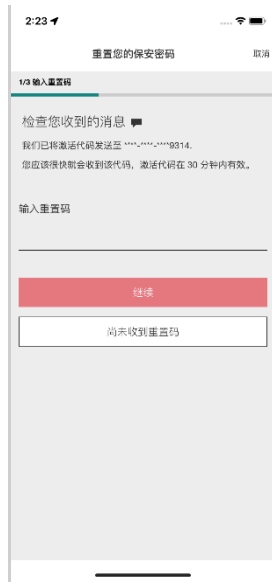 2:23
重置您的保安密码 取消
1/3 输入重置码
检查您收到的消息
我们已将激活代码发送至 ****-****-****9314.
您应该很快就会收到该代码，激活代码在 30 分钟内有效。
输入重置码
继续
尚未收到重置码